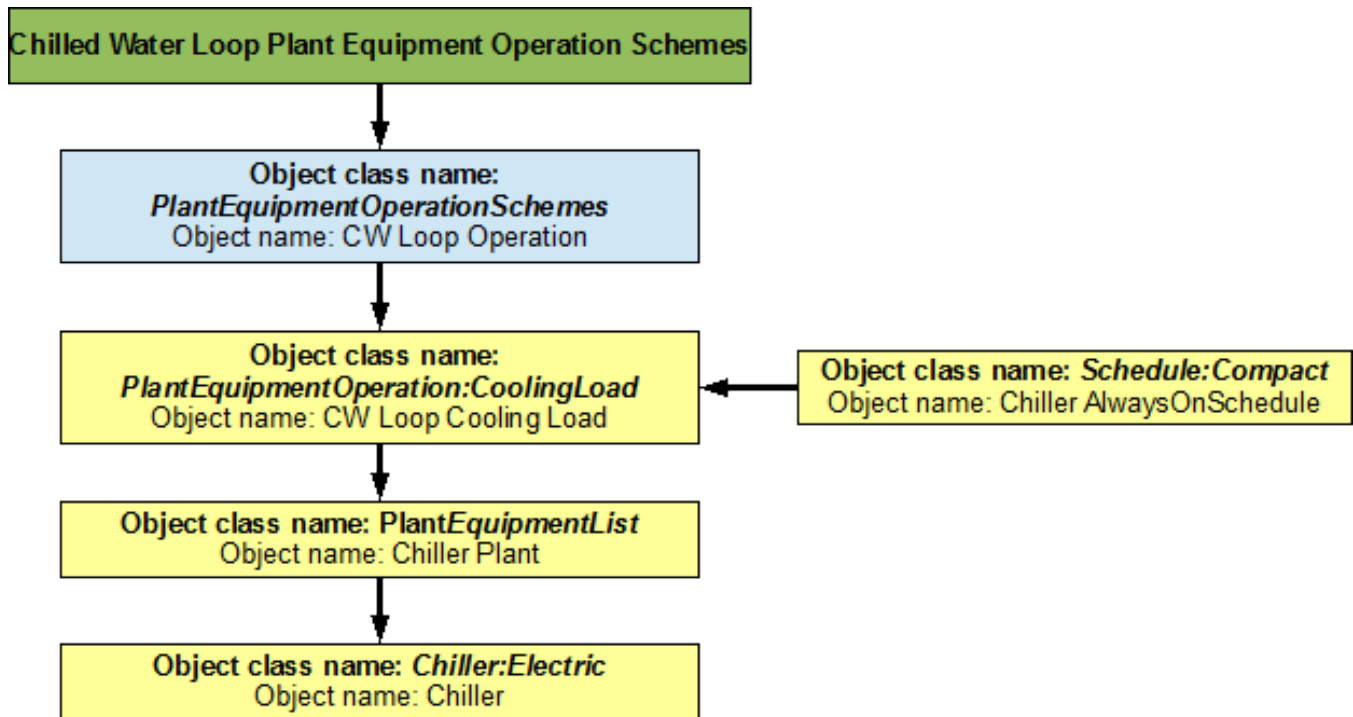 Chilled Water Loop Plant Equipment Operation Schemes
Object class name:
PlantEquipmentOperationSchemes
Object name: CW Loop Operation
Object class name:
PlantEquipmentOperation:CoolingLoad
Object name: CW Loop Cooling Load
Object class name: Schedule:Compact
Object name: Chiller AlwaysOnSchedule
Object class name: PlantEquipmentList
Object name: Chiller Plant
Object class name: Chiller:Electric
Object name: Chiller